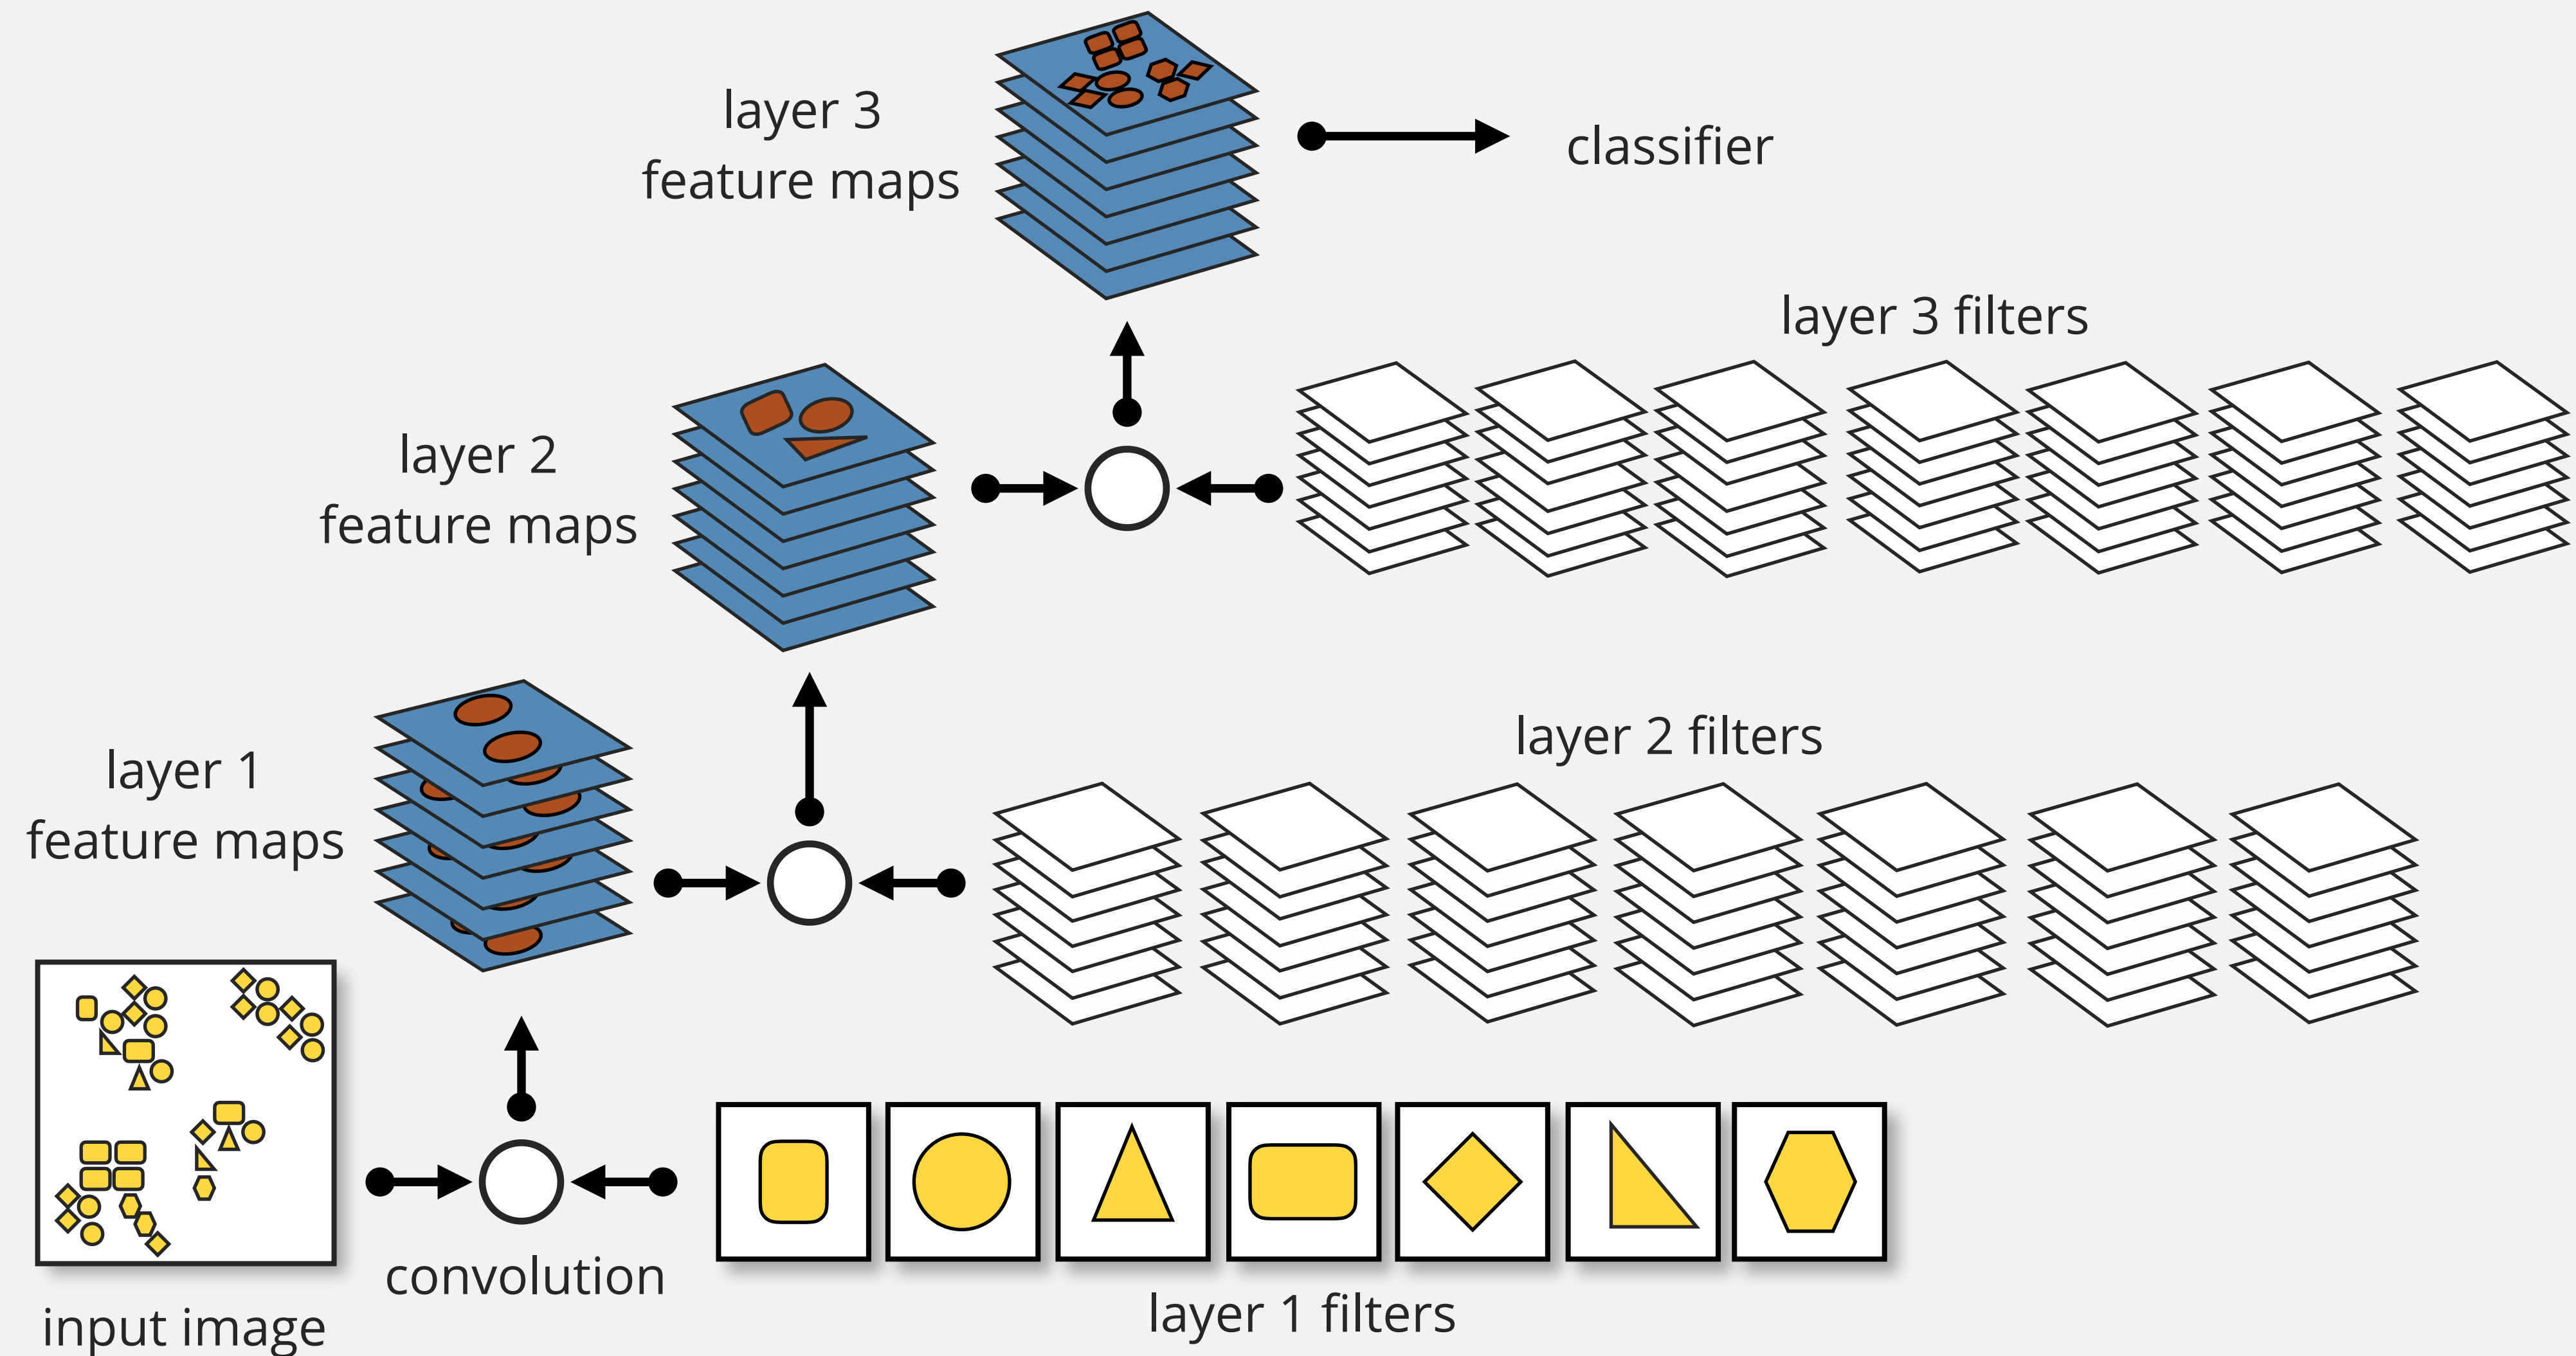 layer 3
feature maps
classifier
layer 3 filters
layer 2
feature maps
layer 2 filters
layer 1
feature maps
convolution
input image
layer 1 filters